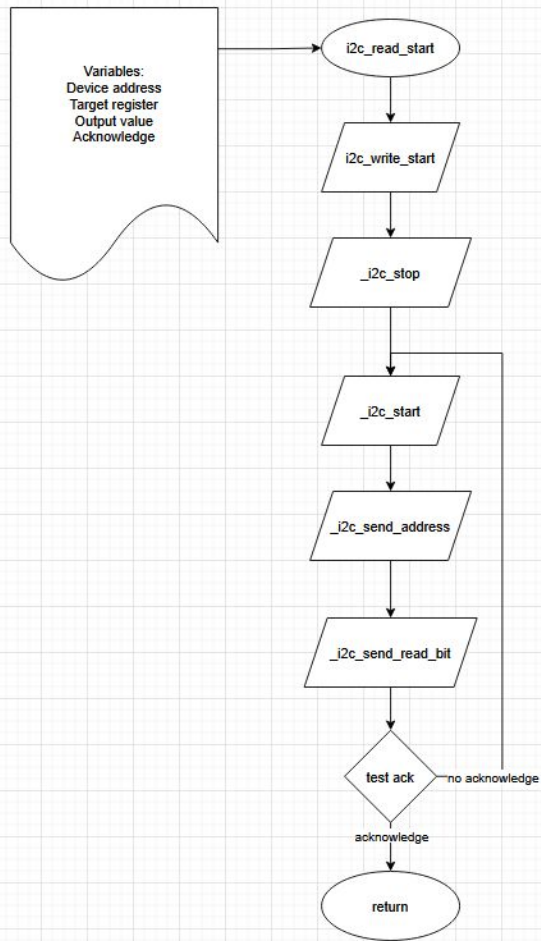 Variables:
Device address
Target register
Output value
Acknowledge
i2c_read_start
i2c_write_start
_i2c_stop
_i2c_start
_i2c_send_address
_i2c_send_read_bit
test ack
no acknowledge
acknowledge
return